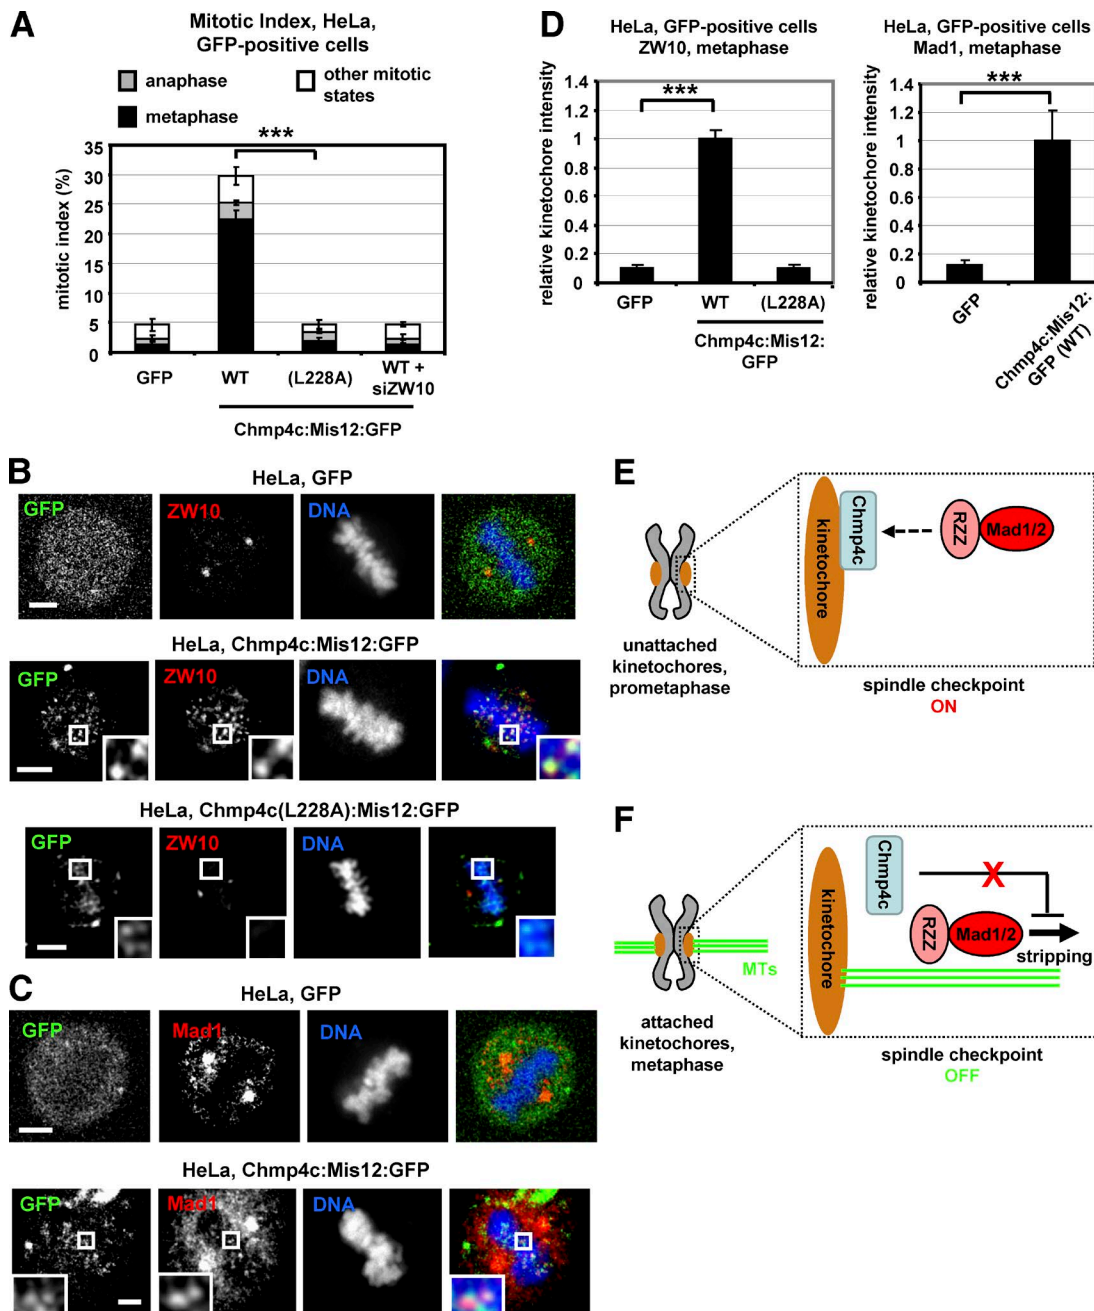 A
Mitotic Index, HeLa,
GFP-positive cells
anaphase
other mitotic
states
metaphase
***
35
30
25
20
15
10
5
0
mitotic index (%)
GFP
WT
(L228A)
WT +
siZW10
Chmp4c:Mis12:GFP
D
HeLa, GFP-positive cells
ZW10, metaphase
***
1.4
1.2
1
0.8
0.6
0.4
0.2
0
relative kinetochore intensity
GFP
WT
(L228A)
Chmp4c:Mis12:
GFP
HeLa, GFP-positive cells
Mad1, metaphase
***
1.4
1.2
1
0.8
0.6
0.4
0.2
0
relative kinetochore intensity
GFP
Chmp4c:Mis12:
GFP (WT)
B
HeLa, GFP
GFP
ZW10
DNA
HeLa, Chmp4c:Mis12:GFP
GFP
ZW10
DNA
HeLa, Chmp4c(L228A):Mis12:GFP
GFP
ZW10
DNA
C
HeLa, GFP
GFP
Mad1
DNA
HeLa, Chmp4c:Mis12:GFP
GFP
Mad1
DNA
E
kinetochore
Chmp4c
RZZ
Mad1/2
unattached
kinetochores,
prometaphase
spindle checkpoint
ON
F
kinetochore
Chmp4c
X
RZZ
Mad1/2
stripping
MTs
attached
kinetochores,
metaphase
spindle checkpoint
OFF